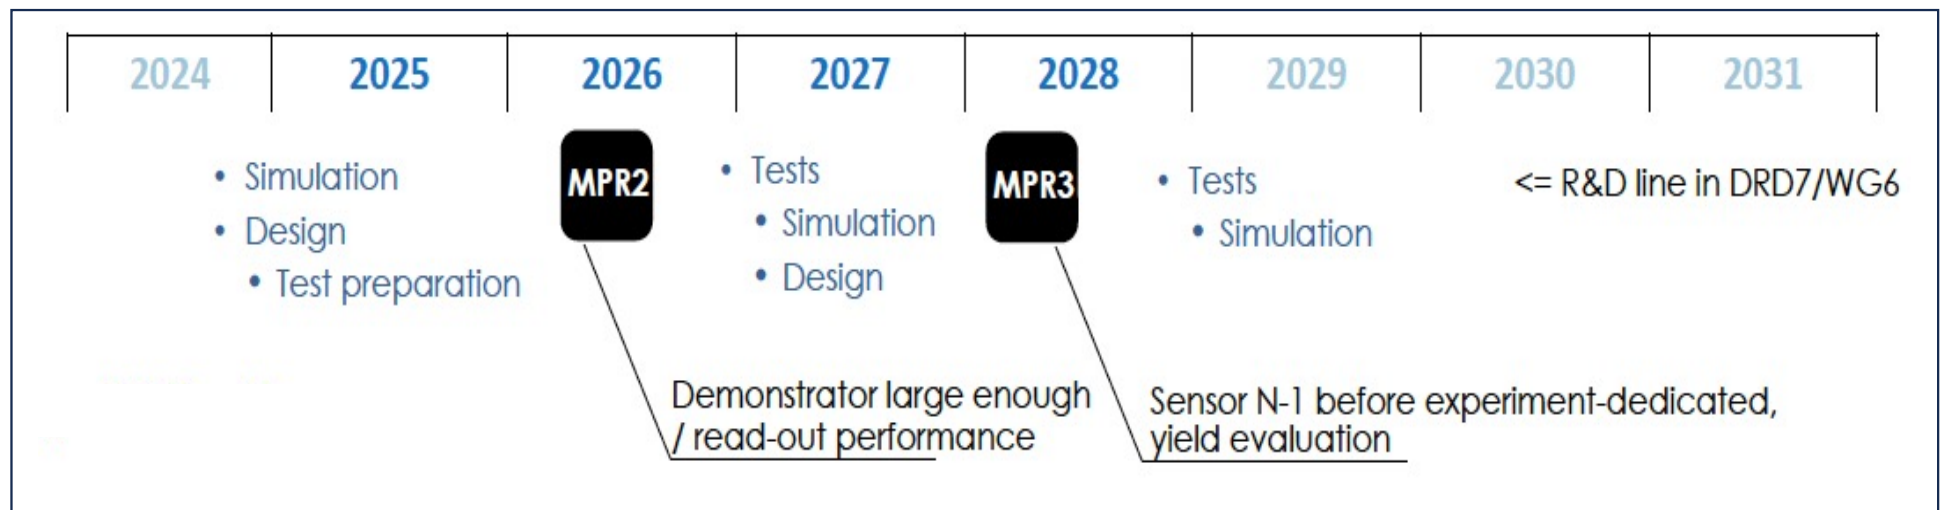 2024 2025 2026 2027 2028 2029 2030 2031
• Simulation
• Design
• Test preparation
MPR2
• Tests
• Simulation
• Design
MPR3
• Tests
• Simulation
<= R&D line in DRD7/WG6
Demonstrator large enough
/ read-out performance
Sensor N-1 before experiment-dedicated,
yield evaluation